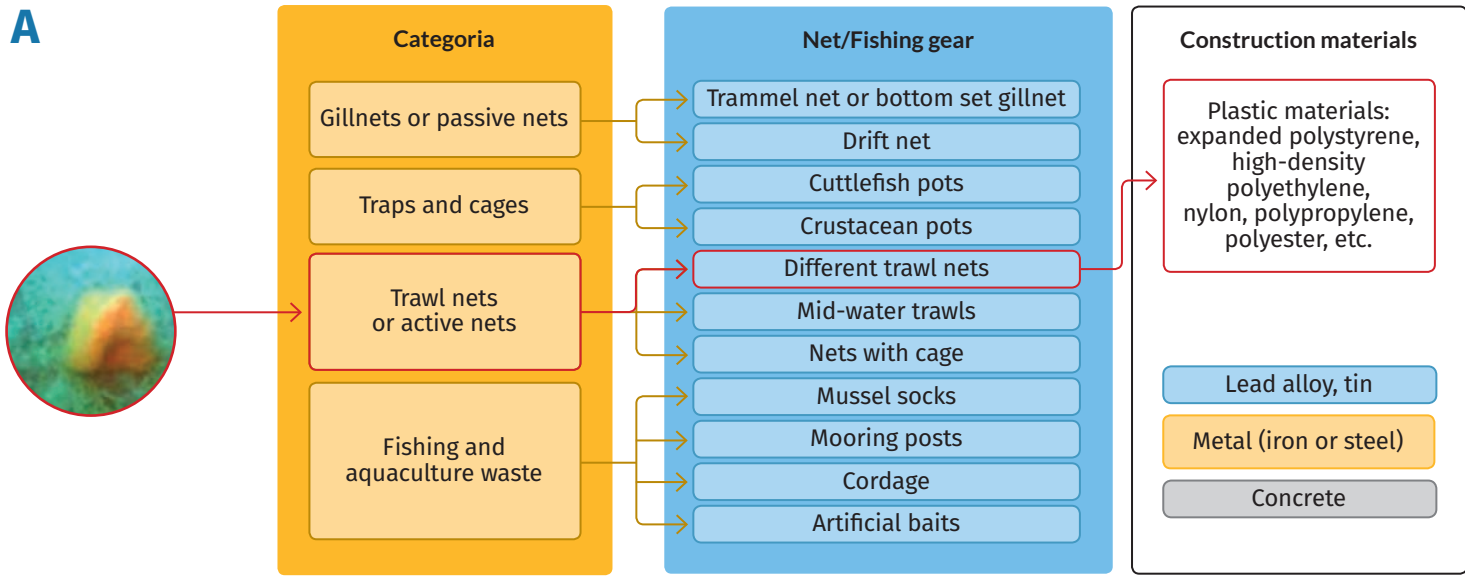 A
Categoria
Gillnets or passive nets
Traps and cages
Trawl nets
or active nets
Fishing and
aquaculture waste
Net/Fishing gear
Trammel net or bottom set gillnet
Drift net
Cuttlefish pots
Crustacean pots
Different trawl nets
Mid-water trawls
Nets with cage
Mussel socks
Mooring posts
Cordage
Artificial baits
Construction materials
Plastic materials:
expanded polystyrene,
high-density
polyethylene,
nylon, polypropylene,
polyester, etc.
Lead alloy, tin
Metal (iron or steel)
Concrete